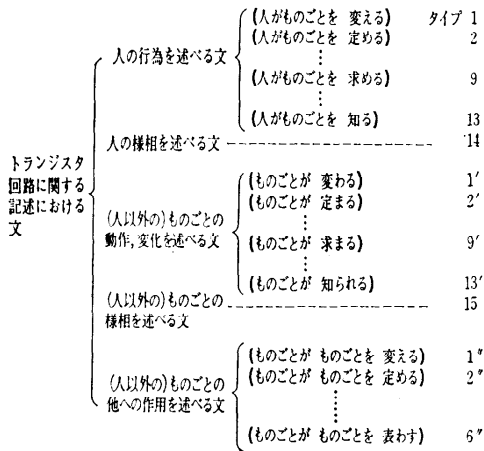 (人がものごとを 変える) タイプ 1
(人がものごとを 定める) 2
人の行為を述べる文
(人がものごとを 求める) 9
(人がものごとを 知る) 13
人の様相を述べる文 14
トランジスタ
回路に関する
記述における
文
(ものごとが 変わる) 1′
(ものごとが 定まる) 2′
(人以外の)ものごとの
動作,変化を述べる文
(ものごとが 求まる) 9′
(ものごとが 知られる) 13′
(人以外の)ものごとの
様相を述べる文 15
(ものごとが ものごとを 変える) 1″
(ものごとが ものごとを 定める) 2″
(人以外の)ものごとの
他への作用を述べる文
(ものごとが ものごとを 表わす) 6″